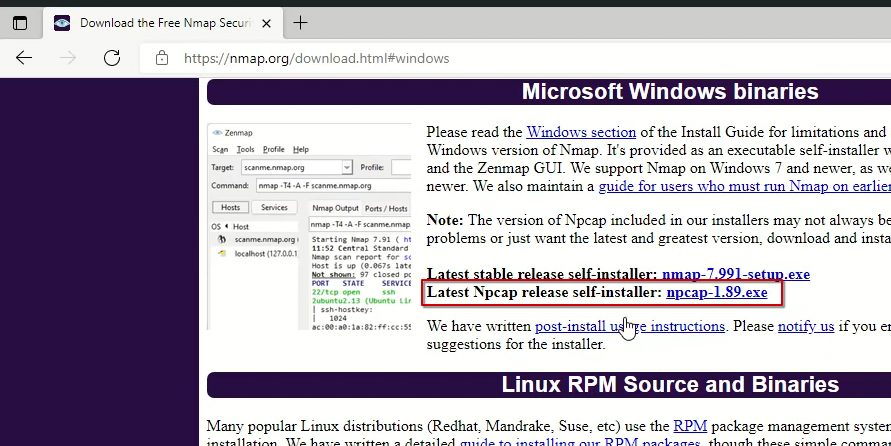 Download the Free Nmap Securi
https://nmap.org/download.html#windows
Microsoft Windows binaries
Zenmap
Scan Tools Profile Help
Target: scanme.nmap.org Profile:
Command: nmap -T4 -A -F scanme.nmap.org
Hosts Services
Nmap Output Ports / Hosts
OS Host
scanme.nmap.org
localhost (127.0.0.1)
nmap -T4 -A -F scanme.nmap.org
Starting Nmap 7.91 ( ht
11:52 Central Standard
Nmap scan report for sc
Host is up (0.067s late
Not shown: 97 closed po
PORT STATE SERVICE
22/tcp open ssh
2ubuntu2.13 (Ubuntu Lin
| ssh-hostkey:
| 1024
ac:00:a0:1a:82:ff:cc:55
Please read the Windows section of the Install Guide for limitations and
Windows version of Nmap. It's provided as an executable self-installer w
and the Zenmap GUI. We support Nmap on Windows 7 and newer, as we
newer. We also maintain a guide for users who must run Nmap on earlier
Note: The version of Npcap included in our installers may not always be
problems or just want the latest and greatest version, download and insta
Latest stable release self-installer: nmap-7.991-setup.exe
Latest Npcap release self-installer: npcap-1.89.exe
We have written post-install usage instructions. Please notify us if you en
suggestions for the installer.
Linux RPM Source and Binaries
Many popular Linux distributions (Redhat, Mandrake, Suse, etc) use the RPM package management system
installation. We have written a detailed guide to installing our RPM packages, though these simple comman